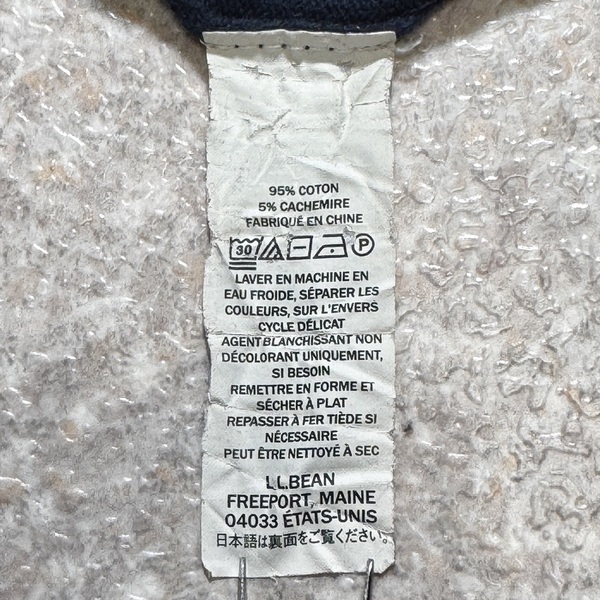 95% COTON
5% CACHEMIRE
FABRIQUÉ EN CHINE
30 P
LAVER EN MACHINE EN
EAU FROIDE, SÉPARER LES
COULEURS, SUR L'ENVERS
CYCLE DÉLICAT
AGENT BLANCHISSANT NON
DÉCOLORANT UNIQUEMENT,
SI BESOIN
REMETTRE EN FORME ET
SÉCHER À PLAT
REPASSER À FER TIÈDE SI
NÉCESSAIRE
PEUT ÊTRE NETTOYÉ À SEC
L.L.BEAN
FREEPORT, MAINE
04033 ÉTATS-UNIS
日本語は裏面をご覧ください。